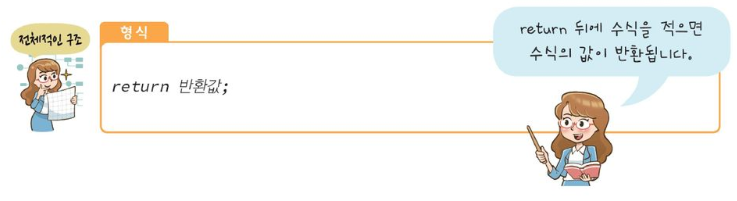 전체적인 구조
형식
return 뒤에 수식을 적으면
수식의 값이 반환됩니다.
return 반환값;